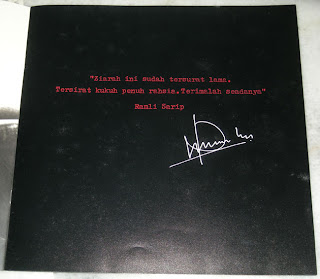 "Ziarah ini sudah tersurat lama.
Tersirat kukuh penuh rahsia.Terimalah seadanya"
Ramli Sarip